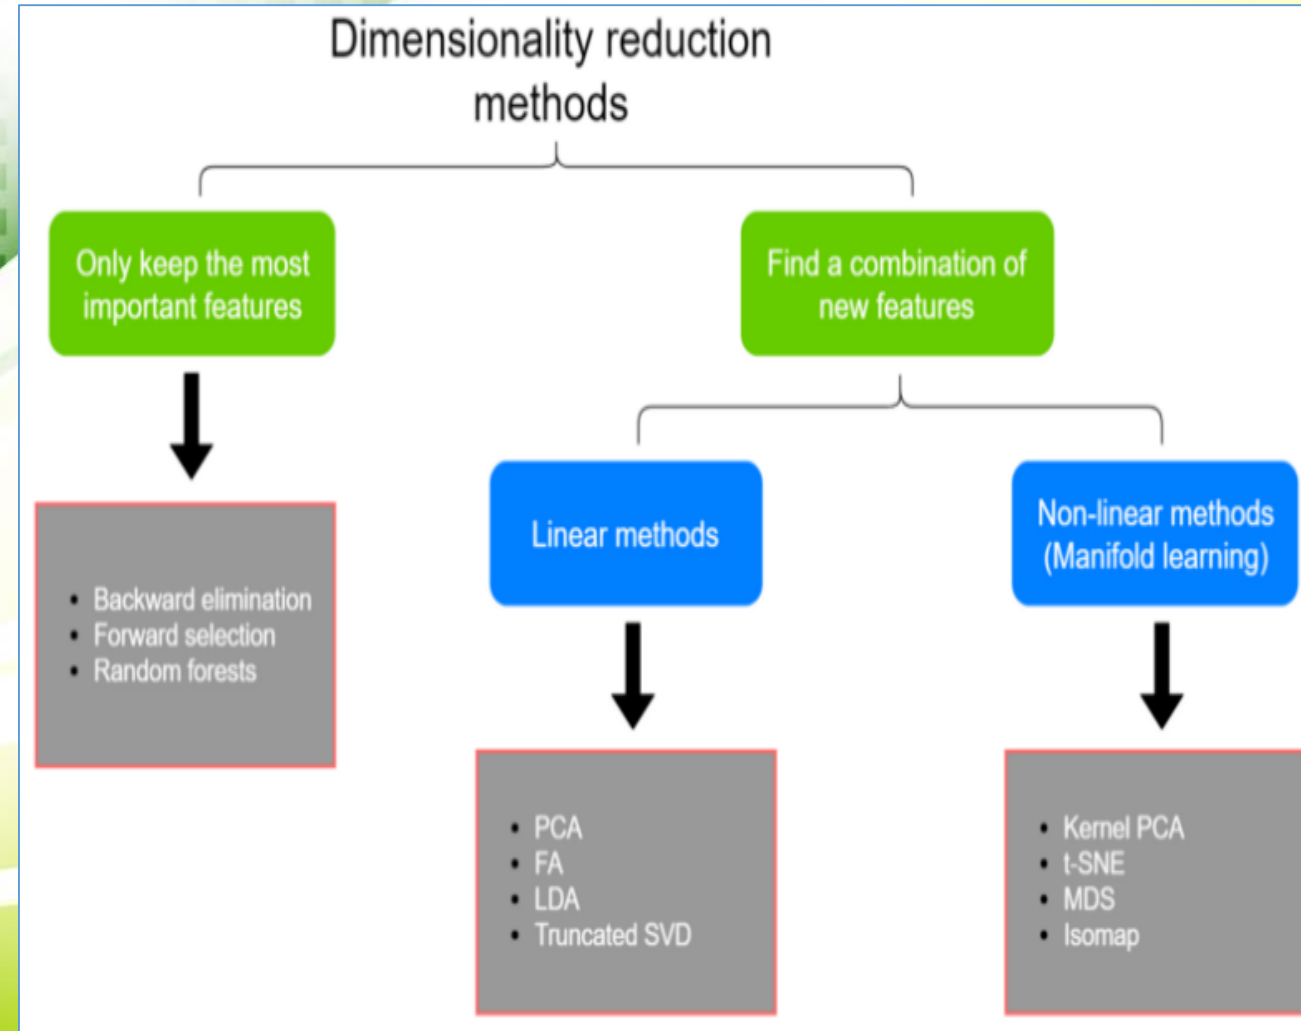 Dimensionality reduction
methods
Only keep the most
important features
Find a combination of
new features
Linear methods
Non-linear methods
(Manifold learning)
• Backward elimination
• Forward selection
• Random forests
• PCA
• FA
• LDA
• Truncated SVD
• Kernel PCA
• t-SNE
• MDS
• Isomap